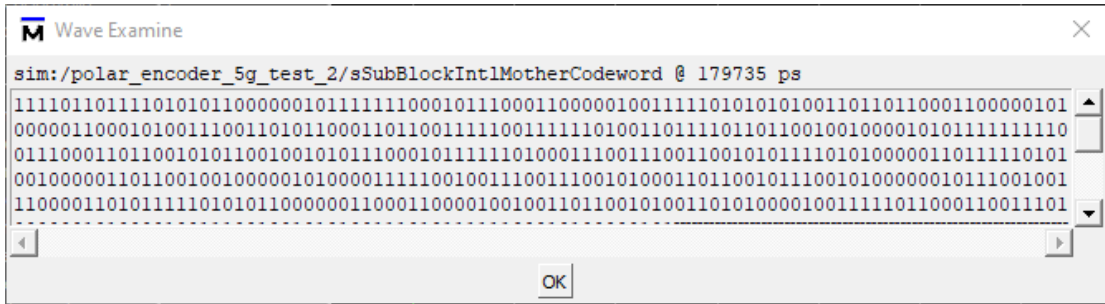 M Wave Examine
sim:/polar_encoder_5g_test_2/sSubBlockIntlMotherCodeword @ 179735 ps
1111011011110101011000000101111111000101110001100000100111110101010100110110110001100000101
0000011000101001110011010110001101100111110011111101001101111011011001001000010101111111110
0111000110110010101100100101011100010111111010001110011100110010101111010100000110111110101
0010000011011001001000001010000111110010011100111001010001101100101110010100000010111001001
1100001101011111010101100000011000110000100100110110010100110101000010011111011000110011101
OK